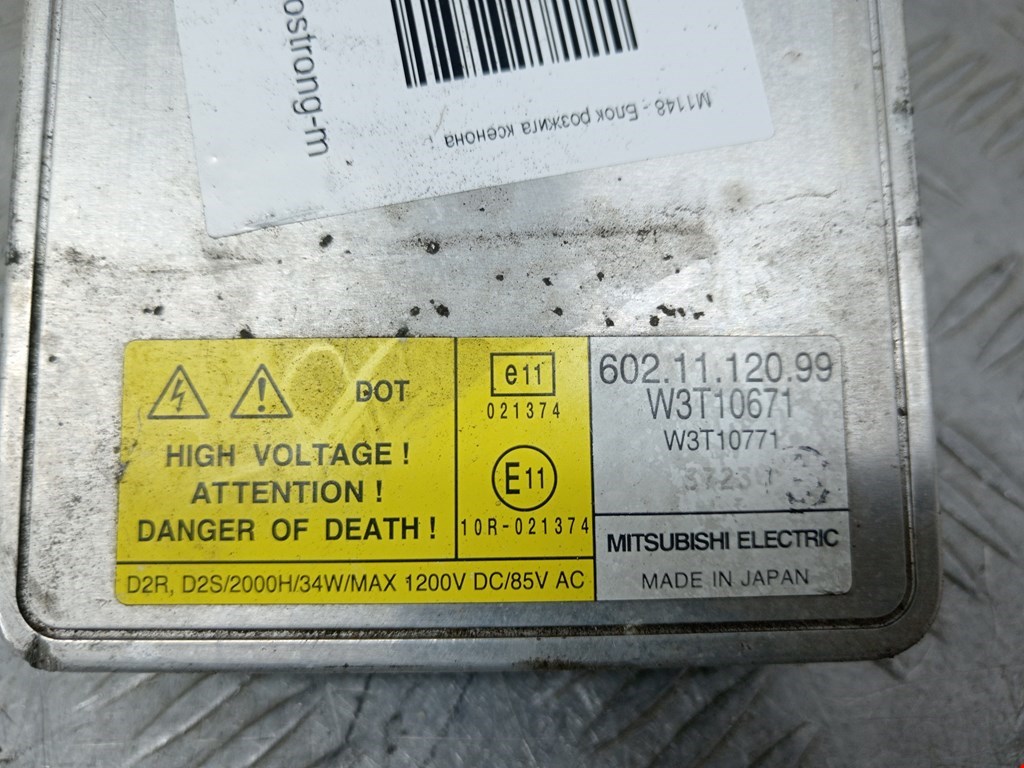 ostrong-m
M1148 - Блок розжига ксенона
DOT
HIGH VOLTAGE !
ATTENTION !
DANGER OF DEATH !
e11
021374
E11
10R-021374
D2R, D2S/2000H/34W/MAX 1200V DC/85V AC
602.11.120.99
W3T10671
W3T10771
MITSUBISHI ELECTRIC
MADE IN JAPAN